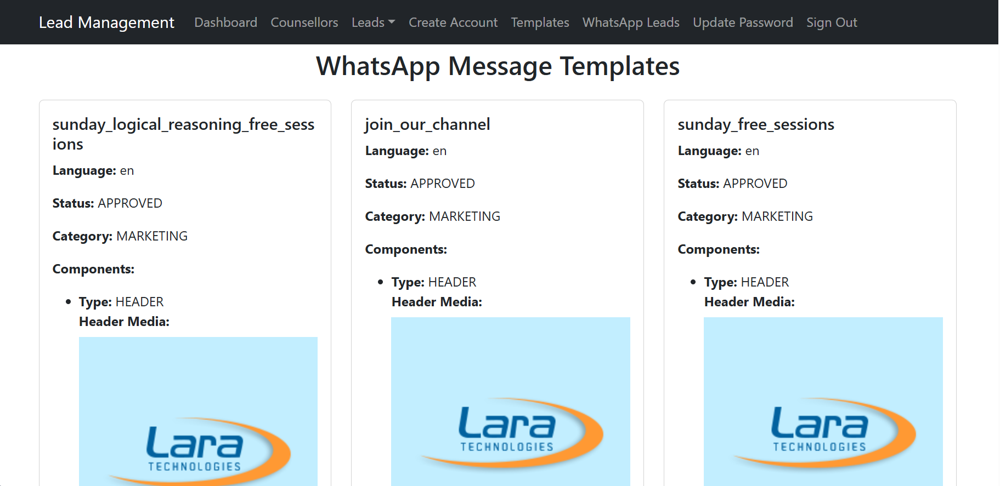 Lead Management Dashboard Counsellors Leads Create Account Templates WhatsApp Leads Update Password Sign Out
WhatsApp Message Templates
sunday_logical_reasoning_free_sess
ions
Language: en
Status: APPROVED
Category: MARKETING
Components:
Type: HEADER
Header Media:
Lara
TECHNOLOGIES
join_our_channel
Language: en
Status: APPROVED
Category: MARKETING
Components:
Type: HEADER
Header Media:
Lara
TECHNOLOGIES
sunday_free_sessions
Language: en
Status: APPROVED
Category: MARKETING
Components:
Type: HEADER
Header Media:
Lara
TECHNOLOGIES